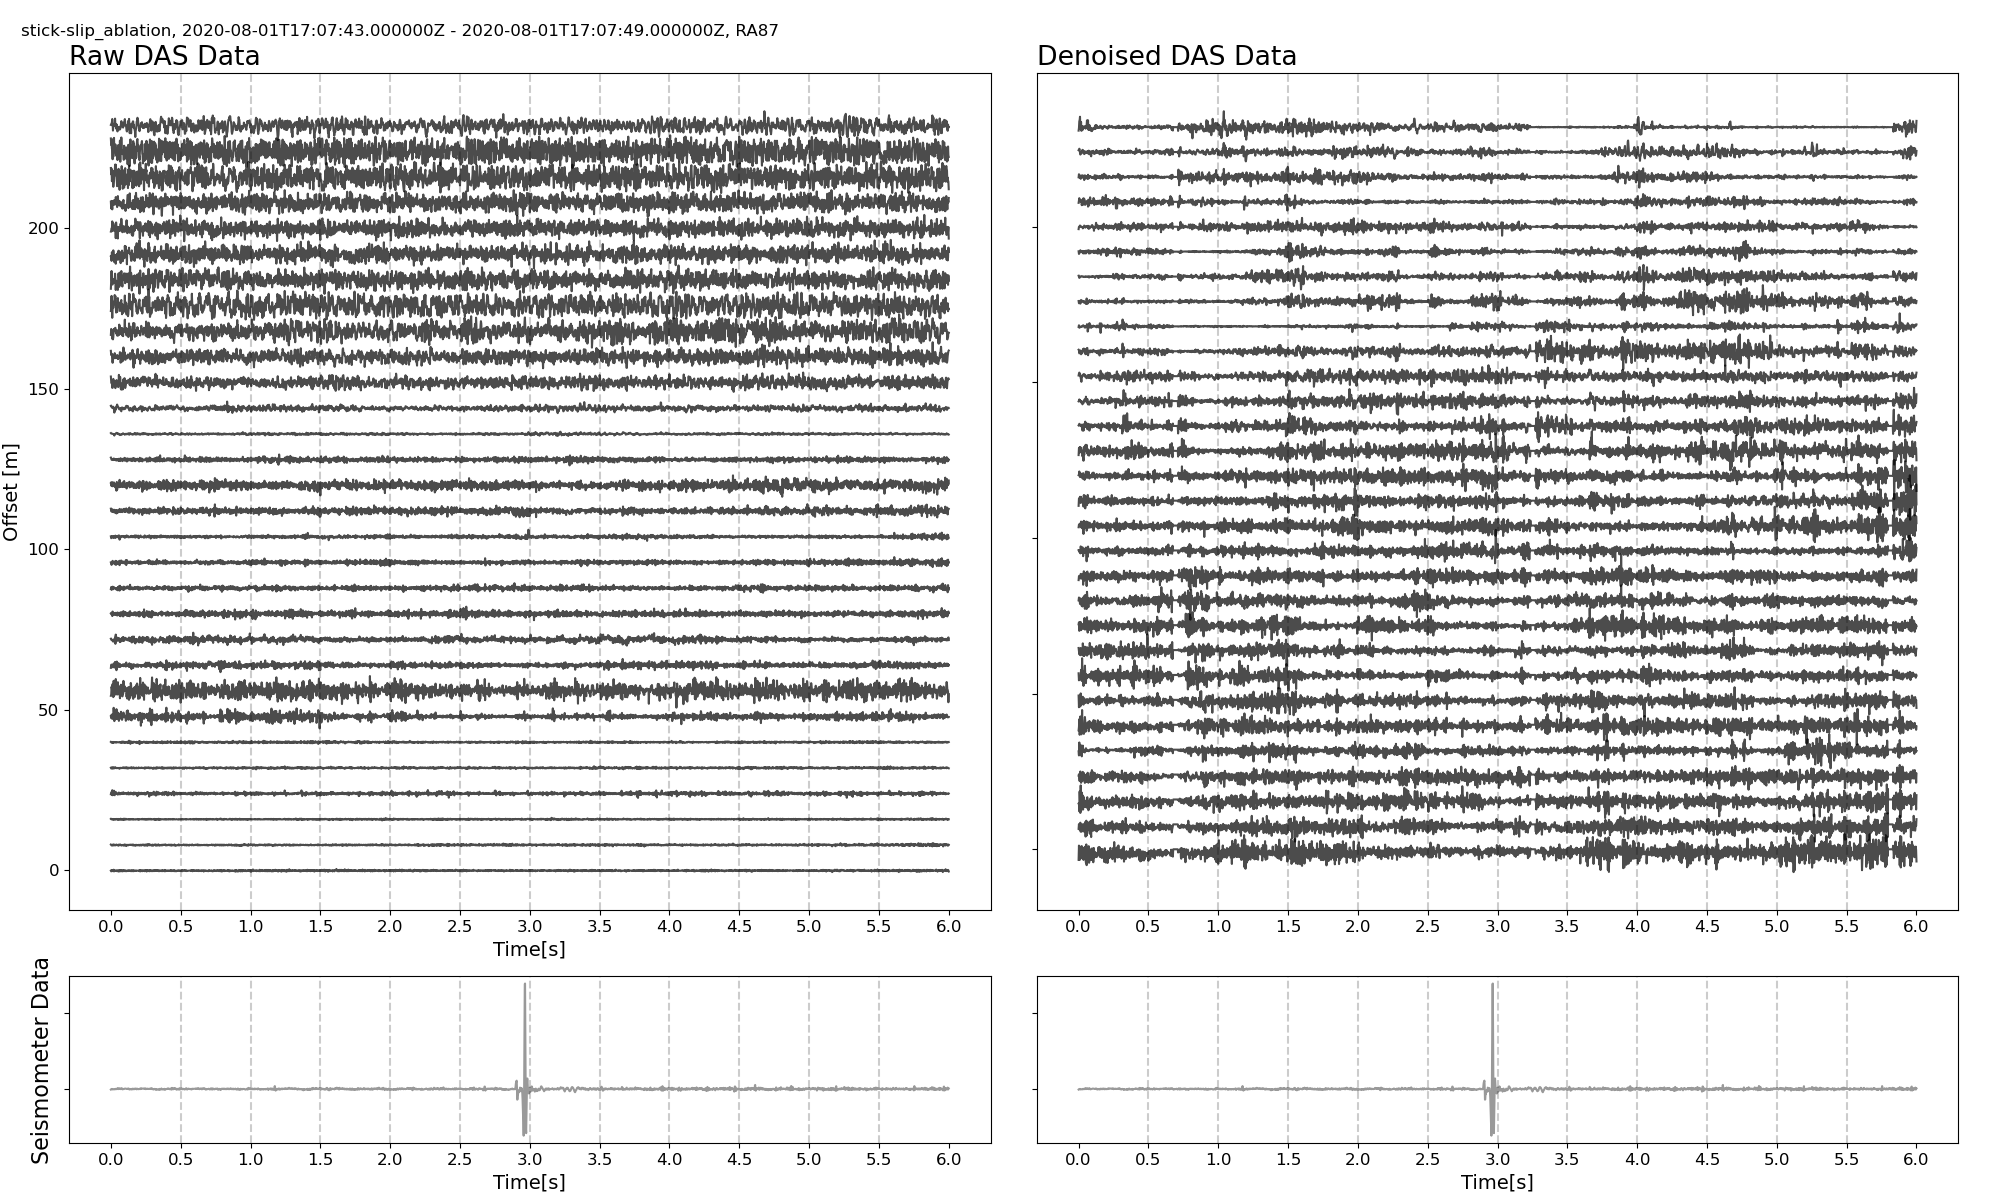 stick-slip_ablation, 2020-08-01T17:07:43.000000Z - 2020-08-01T17:07:49.000000Z, RA87
Raw DAS Data
Denoised DAS Data
Offset [m]
200
150
100
50
0
0.0 0.5 1.0 1.5 2.0 2.5 3.0 3.5 4.0 4.5 5.0 5.5 6.0
Time[s]
0.0 0.5 1.0 1.5 2.0 2.5 3.0 3.5 4.0 4.5 5.0 5.5 6.0
Seismometer Data
0.0 0.5 1.0 1.5 2.0 2.5 3.0 3.5 4.0 4.5 5.0 5.5 6.0
Time[s]
0.0 0.5 1.0 1.5 2.0 2.5 3.0 3.5 4.0 4.5 5.0 5.5 6.0
Time[s]